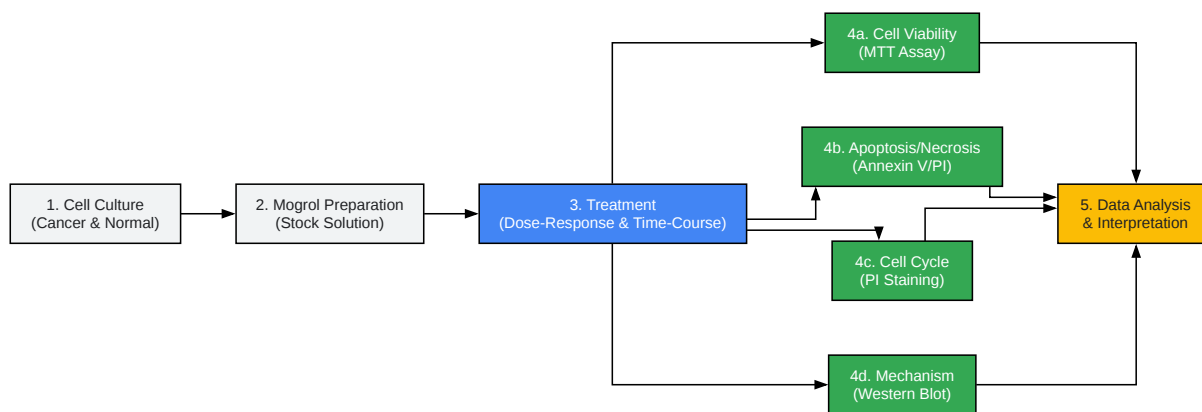 1. Cell Culture
(Cancer & Normal)
2. Mogrol Preparation
(Stock Solution)
3. Treatment
(Dose-Response & Time-Course)
4a. Cell Viability
(MTT Assay)
4b. Apoptosis/Necrosis
(Annexin V/PI)
4c. Cell Cycle
(PI Staining)
4d. Mechanism
(Western Blot)
5. Data Analysis
& Interpretation